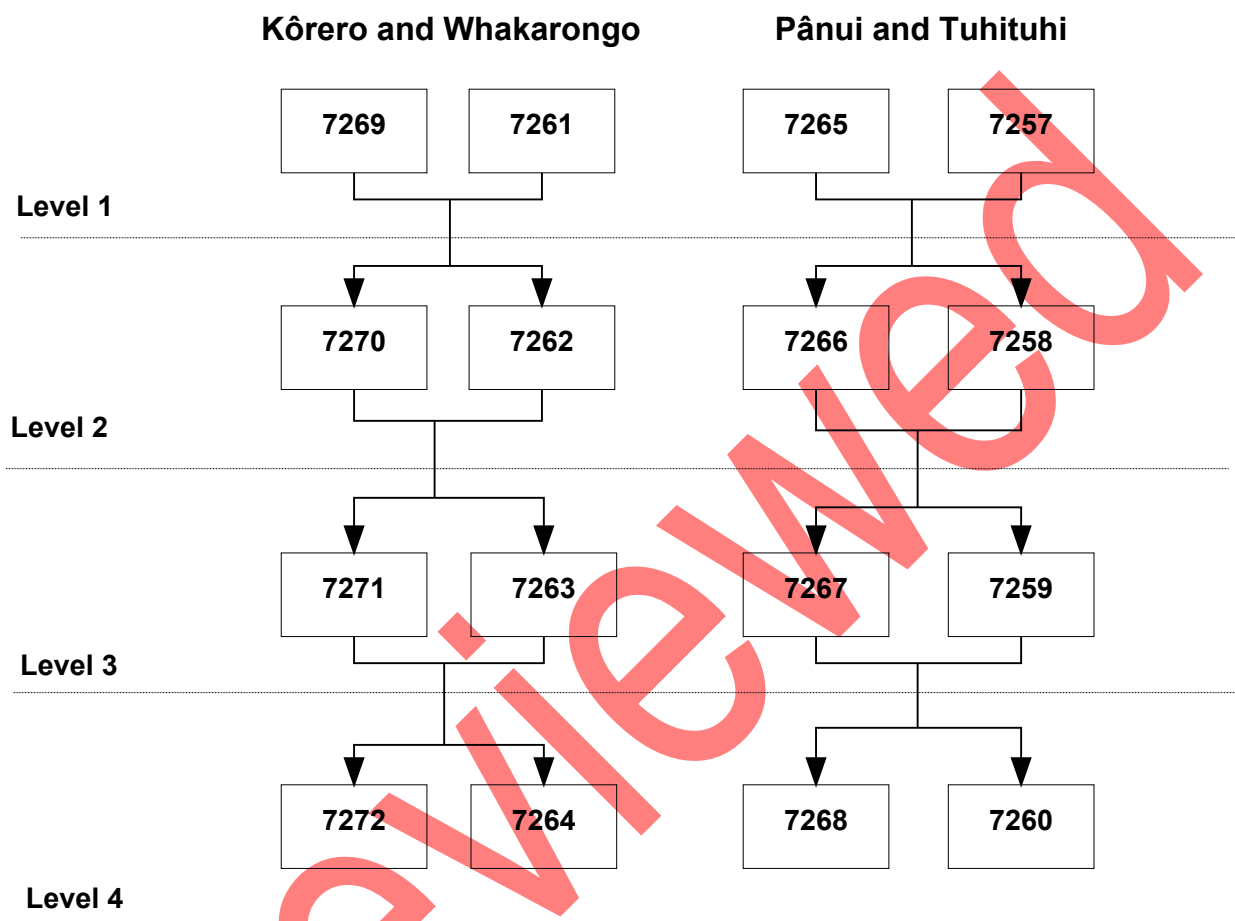 Kôrero and Whakarongo Pânui and Tuhituhi
7269 7261 7265 7257
Level 1
7270 7262 7266 7258
Level 2
7271 7263 7267 7259
Level 3
7272 7264 7268 7260
Level 4
eviewed